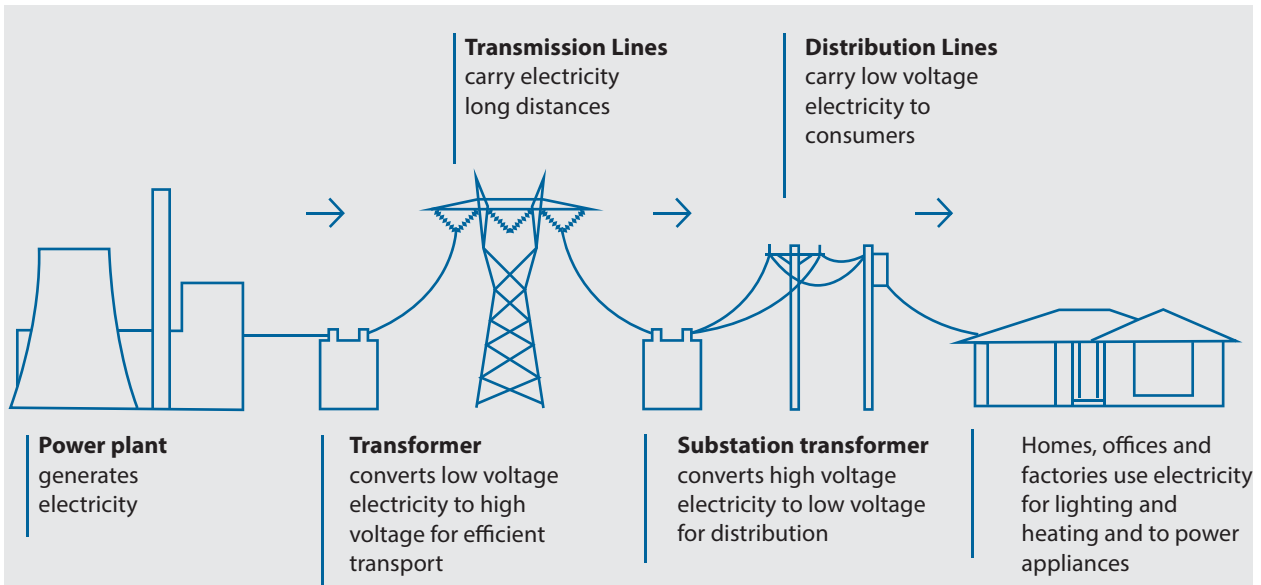 Transmission Lines
carry electricity
long distances
Distribution Lines
carry low voltage
electricity to
consumers
Power plant
generates
electricity
Transformer
converts low voltage
electricity to high
voltage for efficient
transport
Substation transformer
converts high voltage
electricity to low voltage
for distribution
Homes, offices and
factories use electricity
for lighting and
heating and to power
appliances